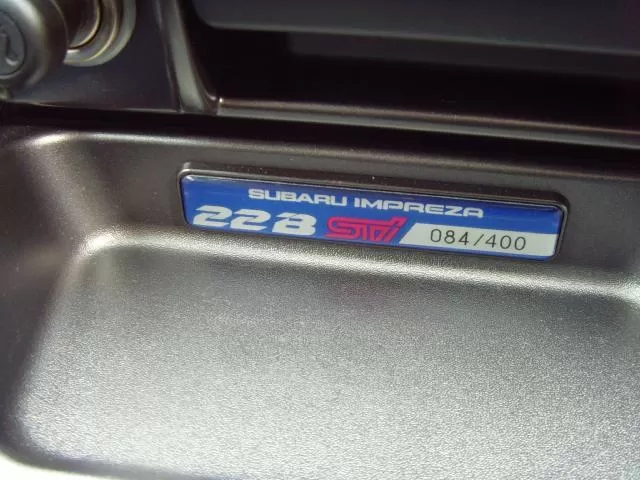 SUBARU IMPREZA
22B STi 084/400